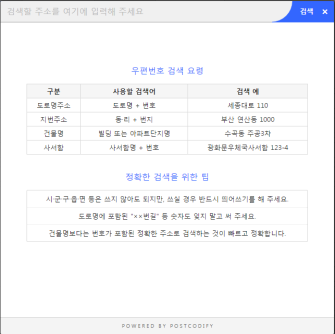 검색할 주소를 여기에 입력해 주세요 검색 ×
우편번호 검색 요령
구분 사용할 검색어 검색 예
도로명주소 도로명 + 번호 세종대로 110
지번주소 동·리 + 번지 부산 연산동 1000
건물명 빌딩 또는 아파트단지명 수곡동 주공3차
사서함 사서함명 + 번호 광화문우체국사서함 123-4
정확한 검색을 위한 팁
시·군·구·읍·면 등은 쓰지 않아도 되지만, 쓰실 경우 반드시 띄어쓰기를 해 주세요.
도로명에 포함된 "××번길" 등 숫자도 잊지 말고 써 주세요.
건물명보다는 번호가 포함된 정확한 주소로 검색하는 것이 빠르고 정확합니다.
POWERED BY POSTCODIFY